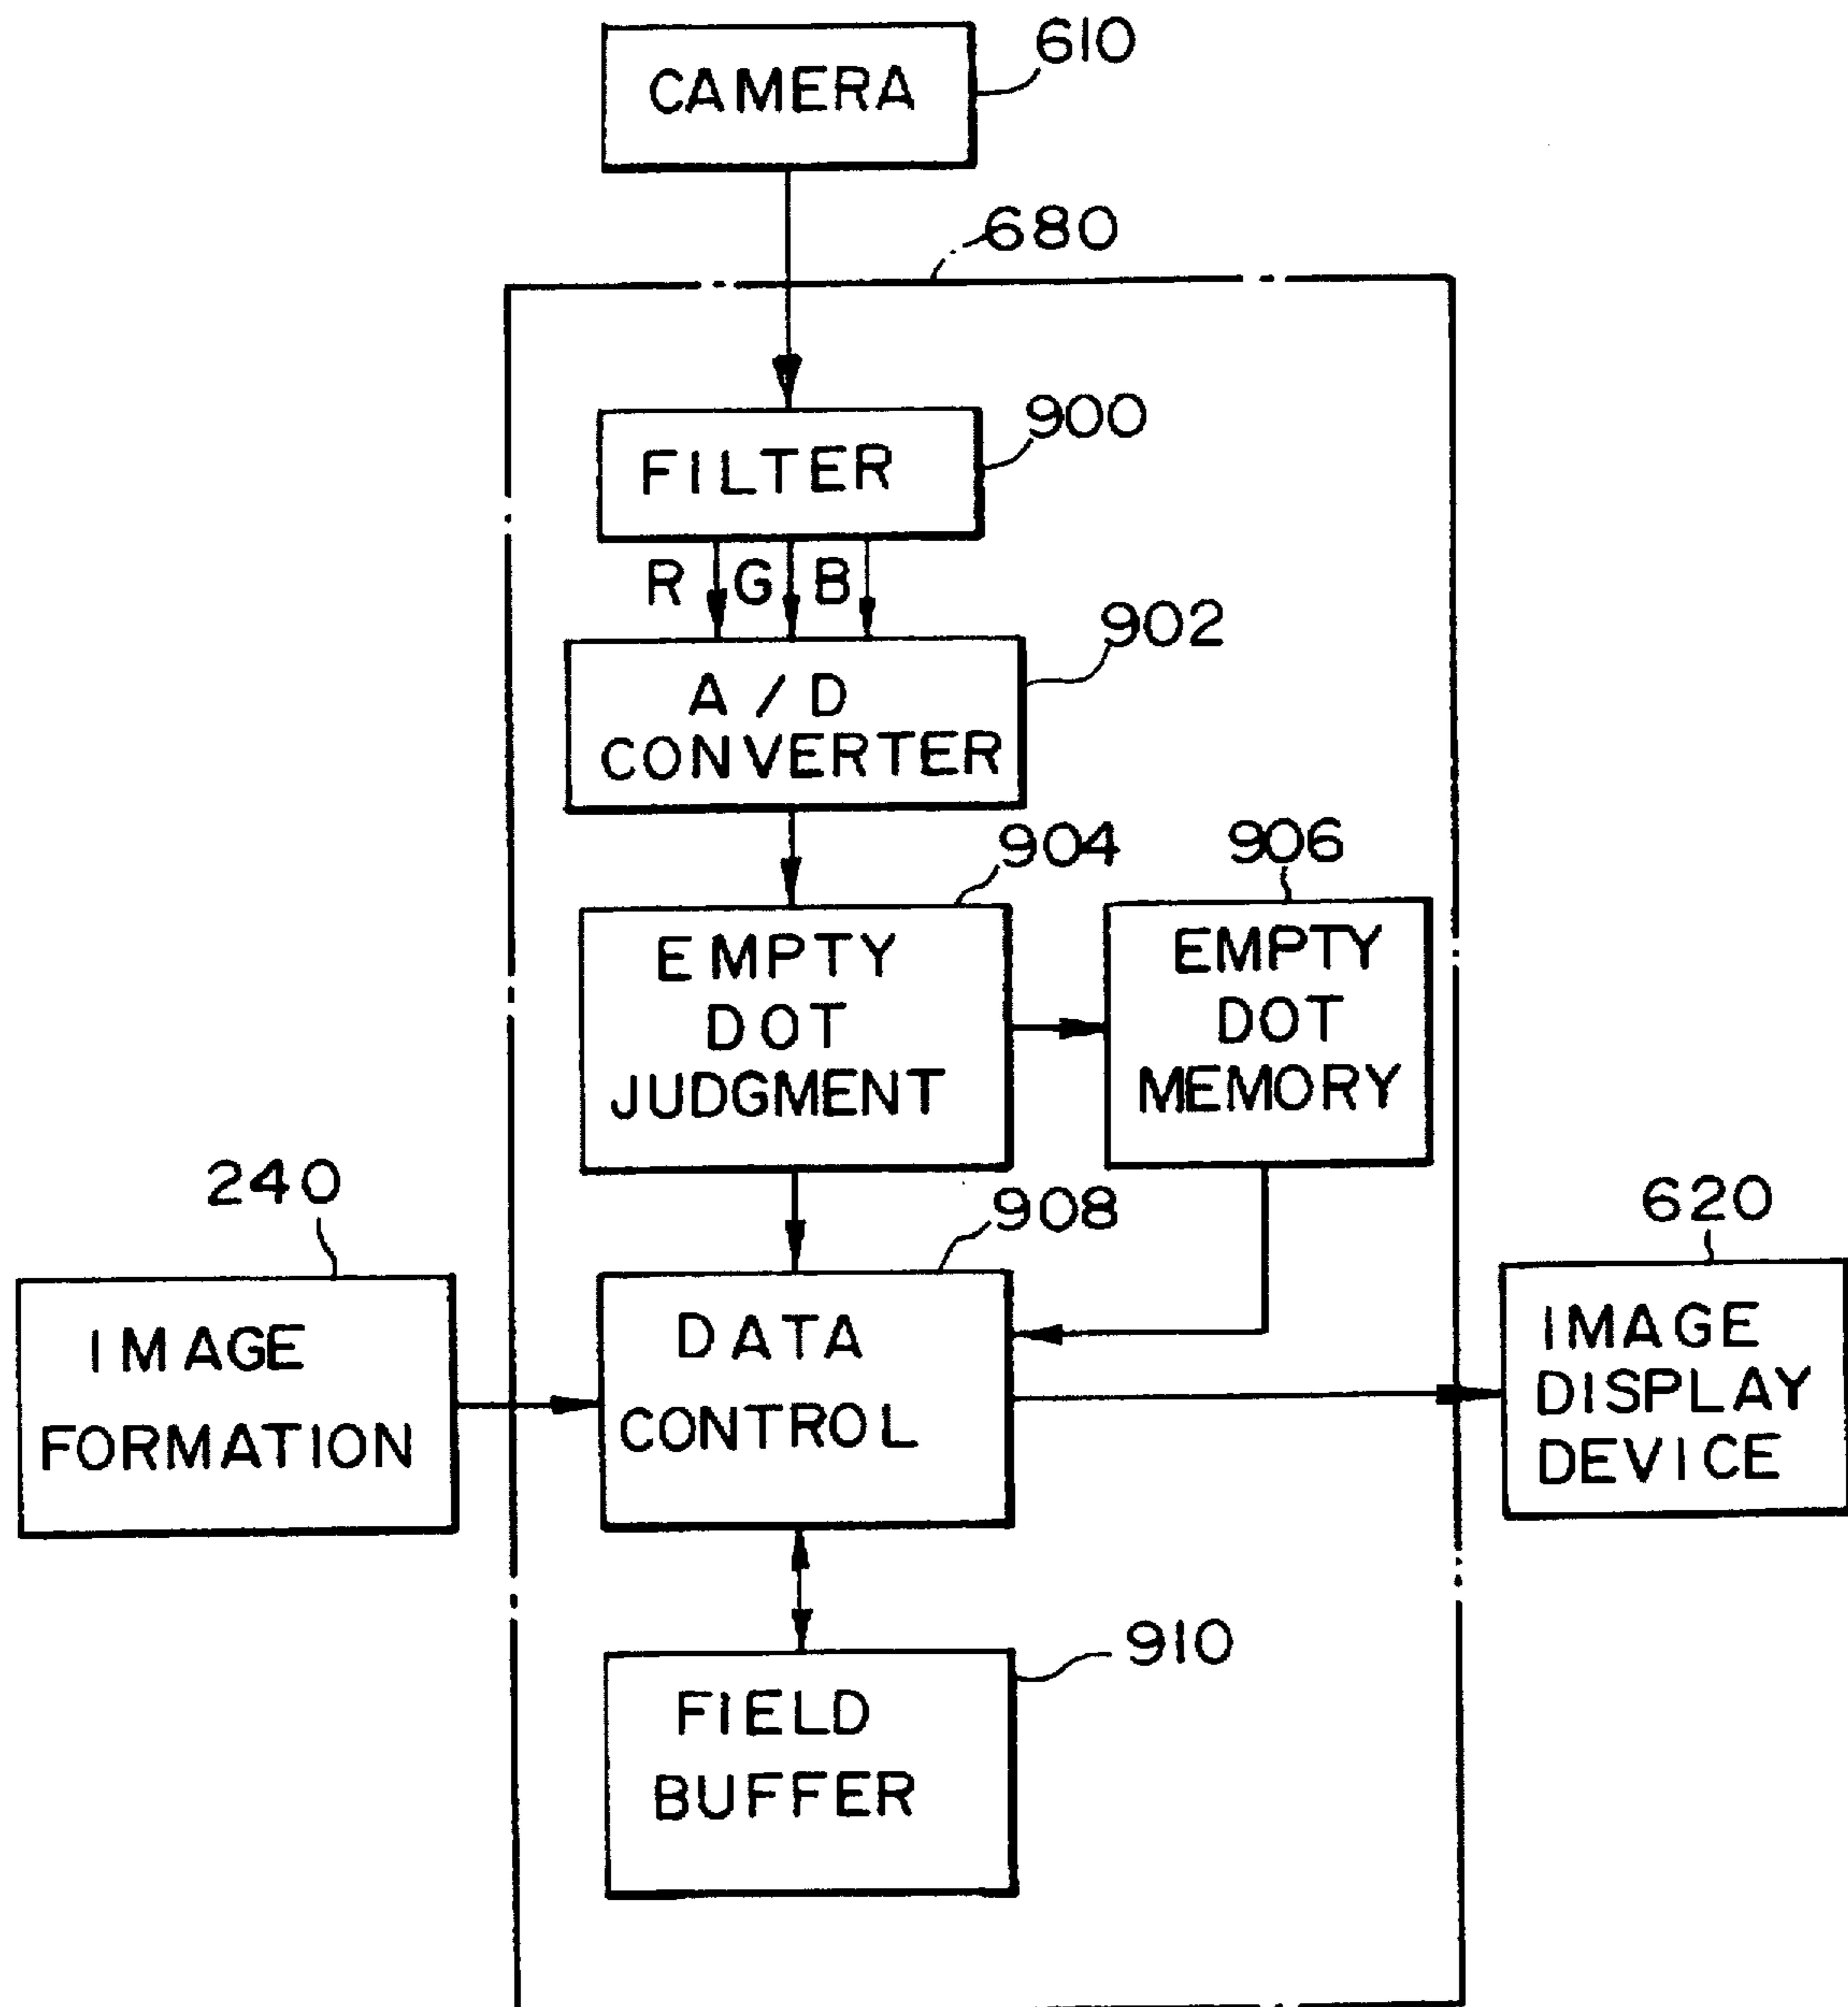 610
CAMERA
680
900
FILTER
R G B
902
A / D
CONVERTER
904
906
EMPTY
DOT
JUDGMENT
EMPTY
DOT
MEMORY
240
908
620
IMAGE
FORMATION
DATA
CONTROL
IMAGE
DISPLAY
DEVICE
910
FIELD
BUFFER